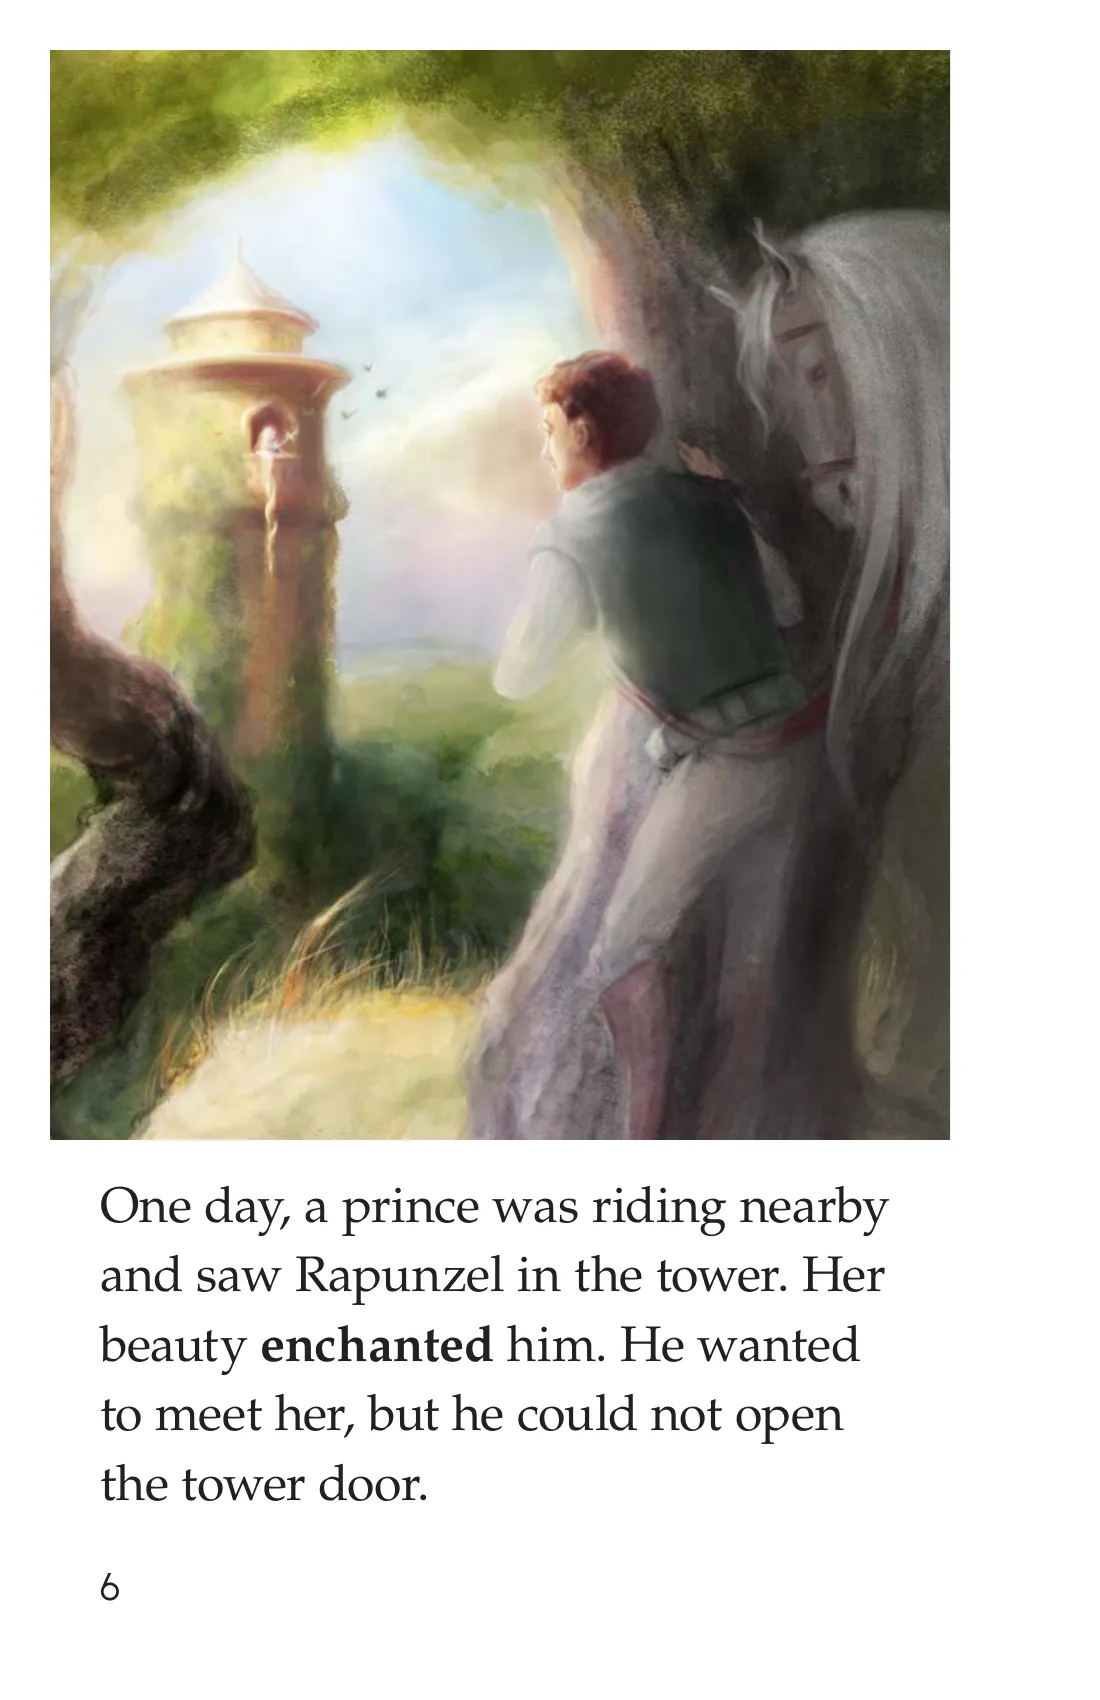 One day, a prince was riding nearby
and saw Rapunzel in the tower. Her
beauty enchanted him. He wanted
to meet her, but he could not open
the tower door.
6